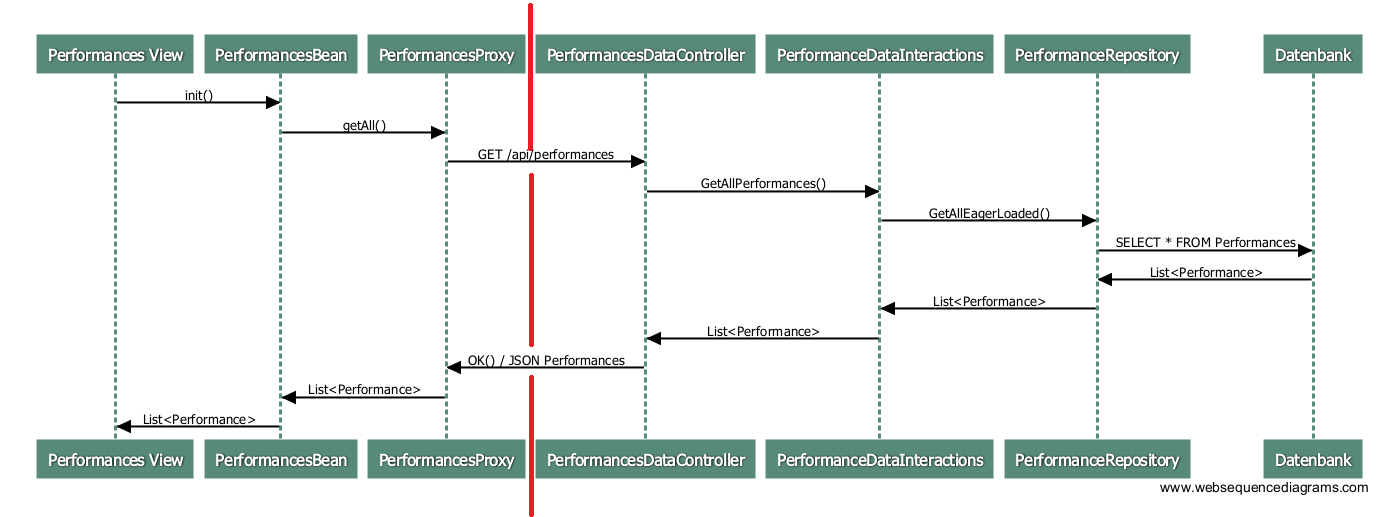 Performances View
PerformancesBean
PerformancesProxy
PerformancesDataController
PerformanceDataInteractions
PerformanceRepository
Datenbank
init()
getAll()
GET /api/performances
GetAllPerformances()
GetAllEagerLoaded()
SELECT * FROM Performances
List<Performance>
List<Performance>
List<Performance>
OK() / JSON Performances
List<Performance>
List<Performance>
Performances View
PerformancesBean
PerformancesProxy
PerformancesDataController
PerformanceDataInteractions
PerformanceRepository
Datenbank
www.websequencediagrams.com